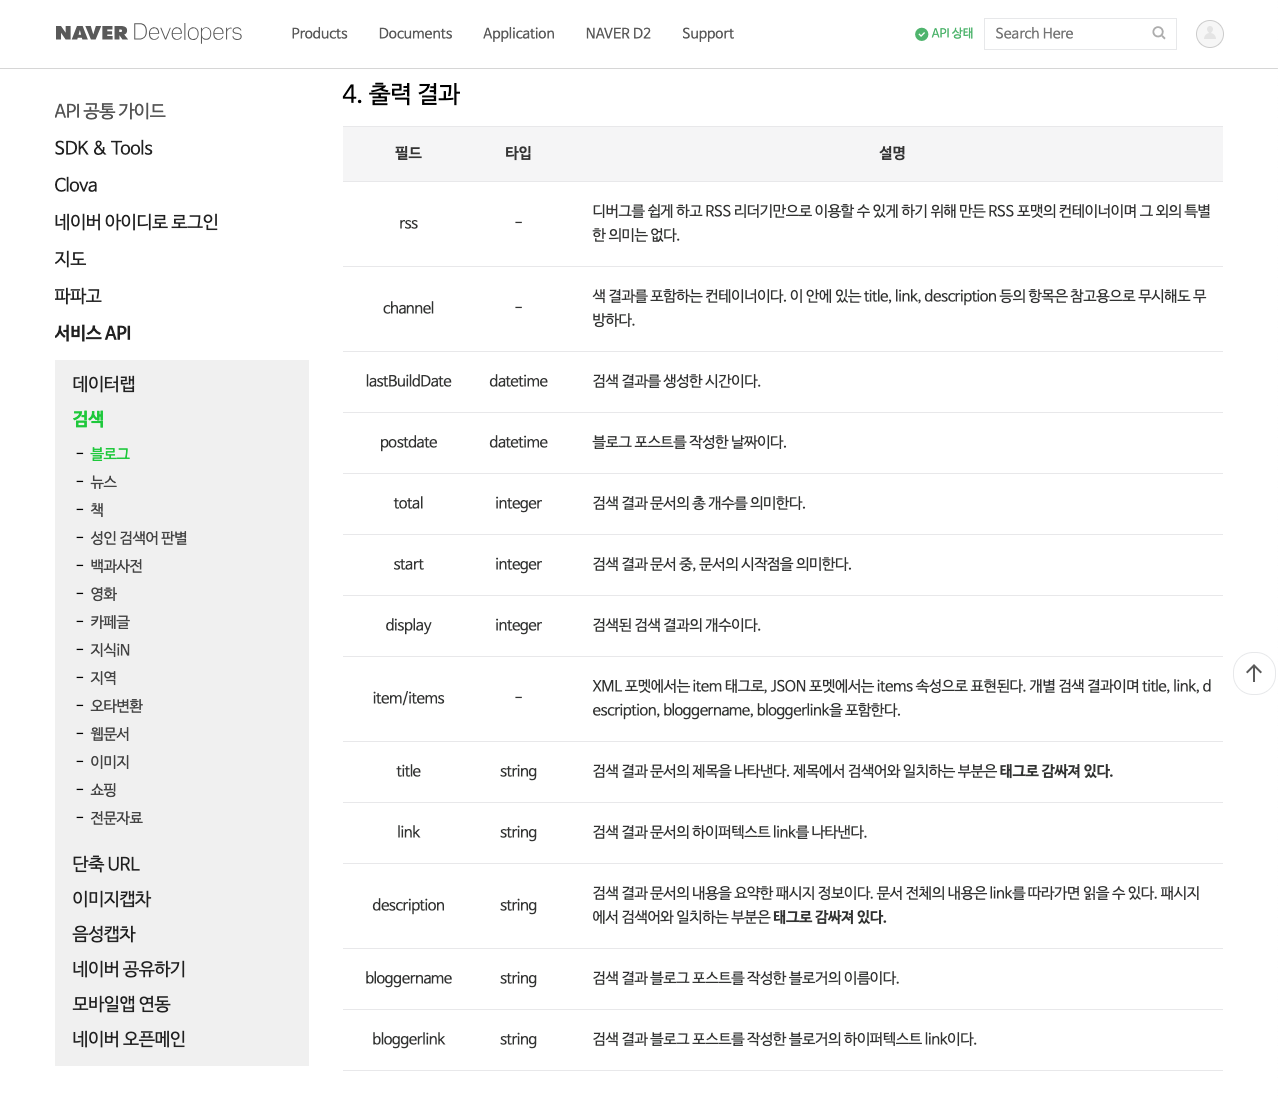 NAVER Developers
Products
Documents
Application
NAVER D2
Support
API 상태
Search Here
API 공통 가이드
SDK & Tools
Clova
네이버 아이디로 로그인
지도
파파고
서비스 API
데이터랩
검색
- 블로그
- 뉴스
- 책
- 성인 검색어 판별
- 백과사전
- 영화
- 카페글
- 지식iN
- 지역
- 오타변환
- 웹문서
- 이미지
- 쇼핑
- 전문자료
단축 URL
이미지캡차
음성캡차
네이버 공유하기
모바일앱 연동
네이버 오픈메인
4. 출력 결과
필드 타입 설명
rss - 디버그를 쉽게 하고 RSS 리더기만으로 이용할 수 있게 하기 위해 만든 RSS 포맷의 컨테이너이며 그 외의 특별
한 의미는 없다.
channel - 색 결과를 포함하는 컨테이너이다. 이 안에 있는 title, link, description 등의 항목은 참고용으로 무시해도 무
방하다.
lastBuildDate datetime 검색 결과를 생성한 시간이다.
postdate datetime 블로그 포스트를 작성한 날짜이다.
total integer 검색 결과 문서의 총 개수를 의미한다.
start integer 검색 결과 문서 중, 문서의 시작점을 의미한다.
display integer 검색된 검색 결과의 개수이다.
item/items - XML 포멧에서는 item 태그로, JSON 포멧에서는 items 속성으로 표현된다. 개별 검색 결과이며 title, link, d
escription, bloggername, bloggerlink을 포함한다.
title string 검색 결과 문서의 제목을 나타낸다. 제목에서 검색어와 일치하는 부분은 태그로 감싸져 있다.
link string 검색 결과 문서의 하이퍼텍스트 link를 나타낸다.
description string 검색 결과 문서의 내용을 요약한 패시지 정보이다. 문서 전체의 내용은 link를 따라가면 읽을 수 있다. 패시지
에서 검색어와 일치하는 부분은 태그로 감싸져 있다.
bloggername string 검색 결과 블로그 포스트를 작성한 블로거의 이름이다.
bloggerlink string 검색 결과 블로그 포스트를 작성한 블로거의 하이퍼텍스트 link이다.